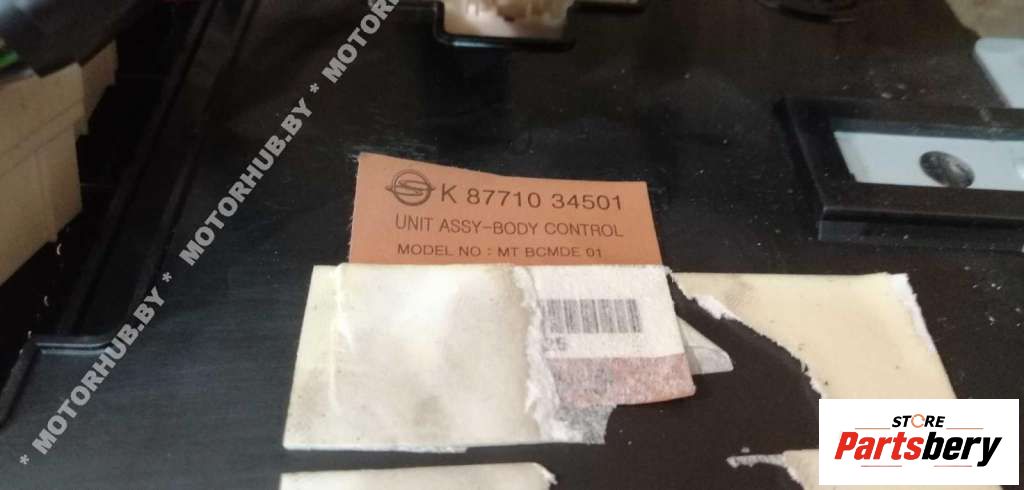 K 87710 34501
UNIT ASSY-BODY CONTROL
MODEL NO : MT BCMDE 01
25
* MOTORHUB.BY * MOTORHUB.BY * MOTORHUB.BY * MOTOR
STORE
Partsbery